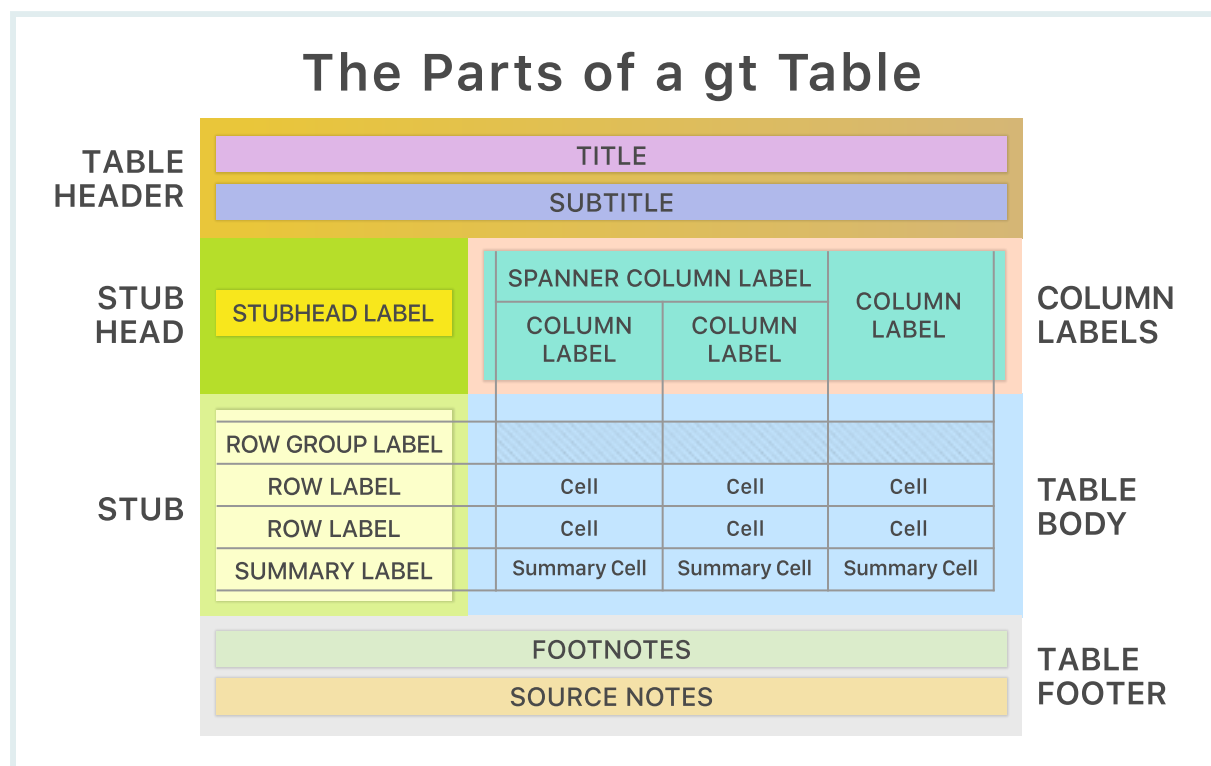 The Parts of a gt Table
TABLE
HEADER
TITLE
SUBTITLE
STUB
HEAD
STUBHEAD LABEL
SPANNER COLUMN LABEL
COLUMN
LABEL
COLUMN
LABEL
COLUMN
LABEL
COLUMN
LABELS
STUB
ROW GROUP LABEL
ROW LABEL Cell Cell Cell
ROW LABEL Cell Cell Cell
SUMMARY LABEL Summary Cell Summary Cell Summary Cell
TABLE
BODY
FOOTNOTES
SOURCE NOTES
TABLE
FOOTER